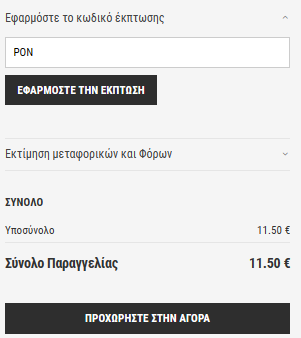 Εφαρμόστε το κωδικό έκπτωσης
PON
ΕΦΑΡΜΟΣΤΕ ΤΗΝ ΕΚΠΤΩΣΗ
Εκτίμηση μεταφορικών και Φόρων
ΣΥΝΟΛΟ
Υποσύνολο 11.50 €
Σύνολο Παραγγελίας 11.50 €
ΠΡΟΧΩΡΗΣΤΕ ΣΤΗΝ ΑΓΟΡΑ